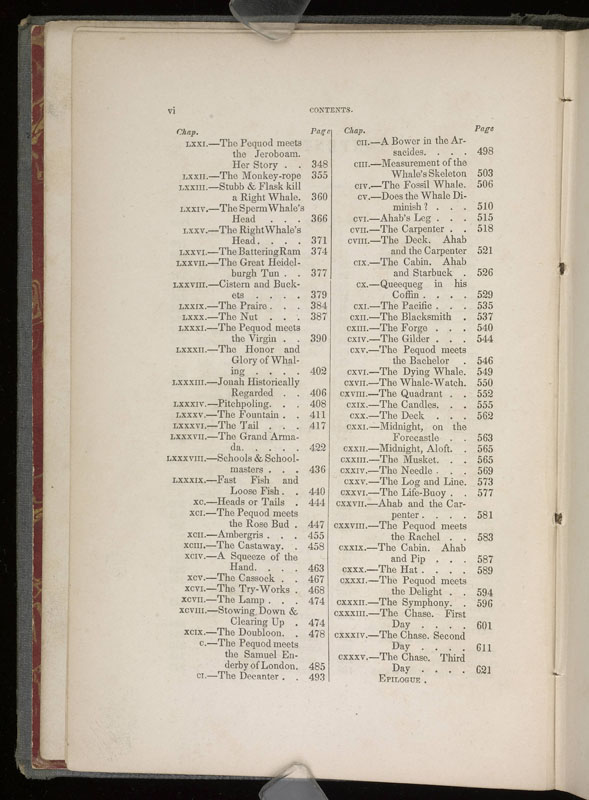 vi
CONTENTS.
Chap. Page
LXXI.—The Pequod meets
the Jeroboam.
Her Story . . 348
LXXII.—The Monkey-rope 355
LXXIII.—Stubb & Flask kill
a Right Whale. 360
LXXIV.—The Sperm Whale's
Head . . . 366
LXXV.—The Right Whale's
Head . . . . 371
LXXVI.—The Battering Ram 374
LXXVII.—The Great Heidel-
burgh Tun . . 377
LXXVIII.—Cistern and Buck-
ets . . . . 379
LXXIX.—The Praire . . . 384
LXXX.—The Nut . . . 387
LXXXI.—The Pequod meets
the Virgin . . 390
LXXXII.—The Honor and
Glory of Whal-
ing . . . . 402
LXXXIII.—Jonah Historically
Regarded . . 406
LXXXIV.—Pitchpoling. . . 408
LXXXV.—The Fountain . . 411
LXXXVI.—The Tail . . . 417
LXXXVII.—The Grand Arma-
da. . . . . 422
LXXXVIII.—Schools & School-
masters . . . 436
LXXXIX.—Fast Fish and
Loose Fish . . 440
XC.—Heads or Tails . 444
XCI.—The Pequod meets
the Rose Bud . 447
XCII.—Ambergris . . . 455
XCIII.—The Castaway. . 458
XCIV.—A Squeeze of the
Hand. . . . 463
XCV.—The Cassock . . 467
XCVI.—The Try-Works . 468
XCVII.—The Lamp . . . 474
XCVIII.—Stowing Down &
Clearing Up . 474
XCIX.—The Doubloon. . 478
C.—The Pequod meets
the Samuel En-
derby of London. 485
CI.—The Decanter . . 493
Chap. Page
CII.—A Bower in the Ar-
sacides. . . . 498
CIII.—Measurement of the
Whale's Skeleton 503
CIV.—The Fossil Whale. 506
CV.—Does the Whale Di-
minish ? . . . 510
CVI.—Ahab's Leg . . . 515
CVII.—The Carpenter . . 518
CVIII.—The Deck. Ahab
and the Carpenter 521
CIX.—The Cabin. Ahab
and Starbuck . 526
CX.—Queequeg in his
Coffin . . . . 529
CXI.—The Pacific . . . 535
CXII.—The Blacksmith . 537
CXIII.—The Forge . . . 540
CXIV.—The Gilder . . . 544
CXV.—The Pequod meets
the Bachelor . 546
CXVI.—The Dying Whale. 549
CXVII.—The Whale-Watch. 550
CXVIII.—The Quadrant . . 552
CXIX.—The Candles. . . 555
CXX.—The Deck . . . 562
CXXI.—Midnight, on the
Forecastle . . 563
CXXII.—Midnight, Aloft. . 565
CXXIII.—The Musket. . . 565
CXXIV.—The Needle . . . 569
CXXV.—The Log and Line. 573
CXXVI.—The Life-Buoy . . 577
CXXVII.—Ahab and the Car-
penter . . . . 581
CXXVIII.—The Pequod meets
the Rachel . . 583
CXXIX.—The Cabin. Ahab
and Pip . . . 587
CXXX.—The Hat . . . . 589
CXXXI.—The Pequod meets
the Delight . . 594
CXXXII.—The Symphony. . 596
CXXXIII.—The Chase. First
Day . . . . 601
CXXXIV.—The Chase. Second
Day . . . . 611
CXXXV.—The Chase. Third
Day . . . . 621
EPILOGUE .